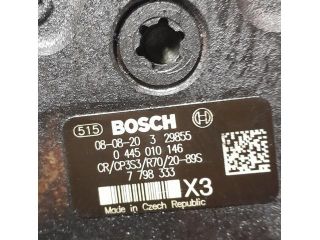 515 BOSCH
08-08-20 3 29855
0 445 010 146
CR/CP3S3/R70/20-89S
7 798 333
X3
Made in Czech Republic